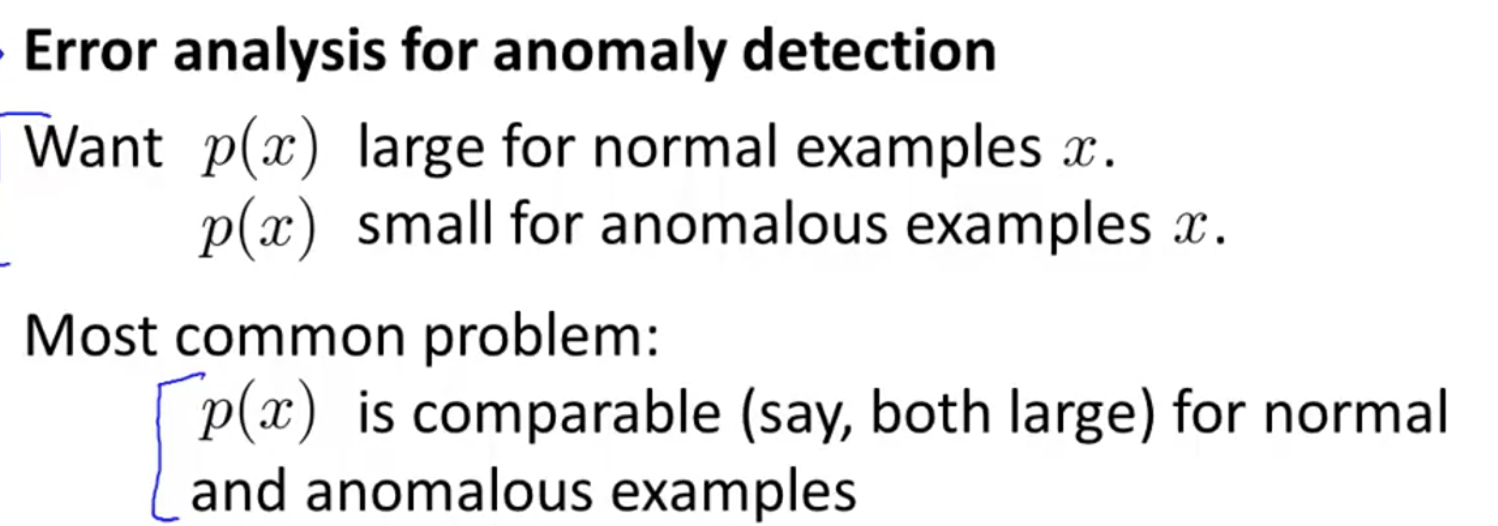 Error analysis for anomaly detection
Want p(x) large for normal examples x.
p(x) small for anomalous examples x.
Most common problem:
p(x) is comparable (say, both large) for normal
and anomalous examples